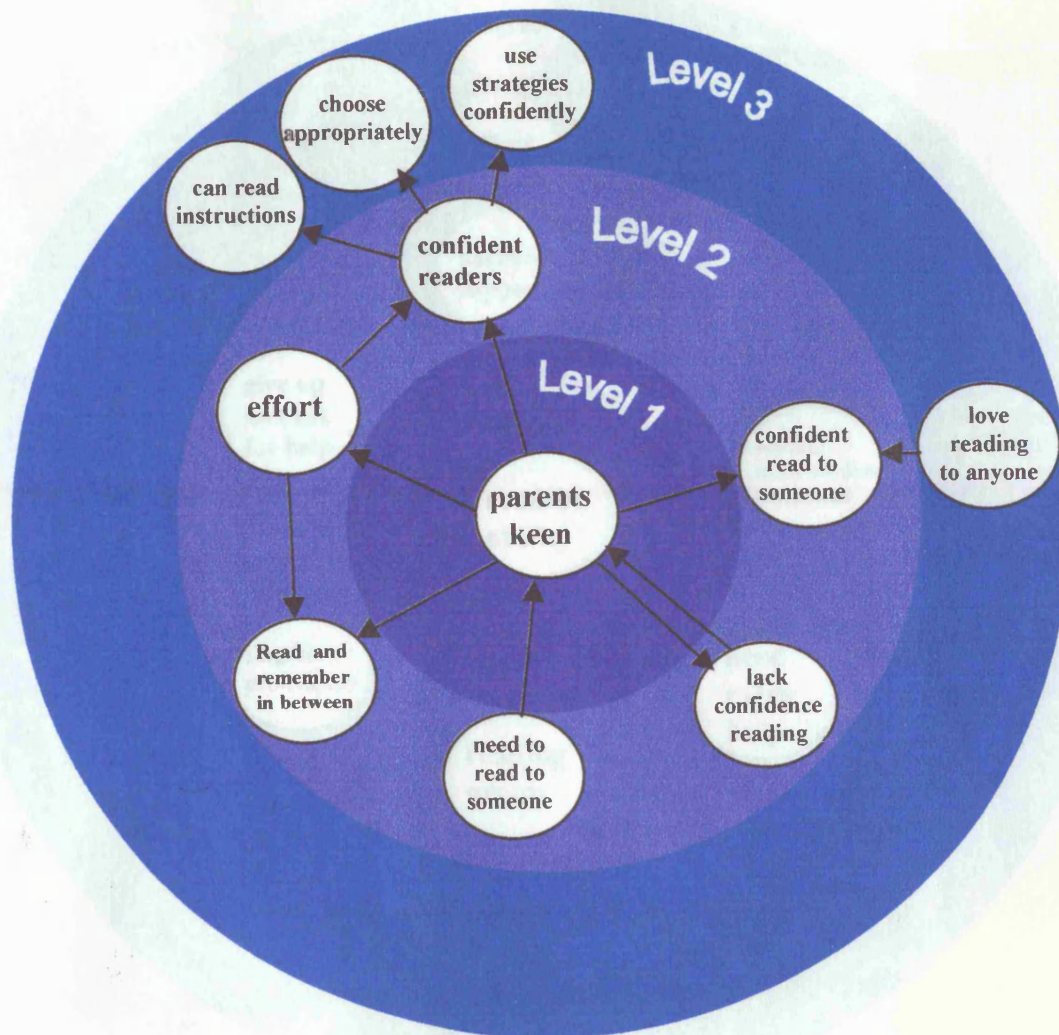 use
strategies
confidently
choose
appropriately
can read
instructions
Level 3
confident
readers
Level 2
effort
Level 1
confident
read to
someone
love
reading
to anyone
parents
keen
Read and
remember
in between
need to
read to
someone
lack
confidence
reading